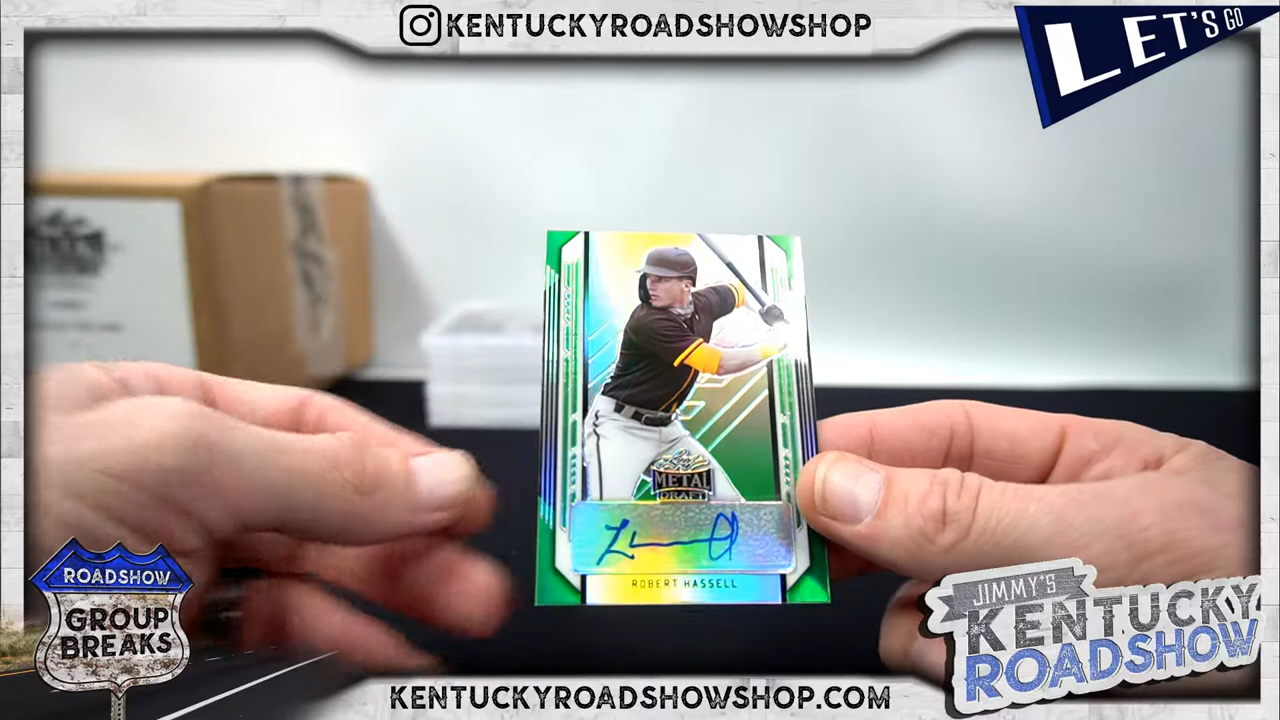 KENTUCKYROADSHOWSHOP
LET'S GO
METAL
DRAFT
ROBERT HASSELL
ROADSHOW
GROUP
BREAKS
JIMMY'S
KENTUCKY
ROADSHOW
KENTUCKYROADSHOWSHOP.COM